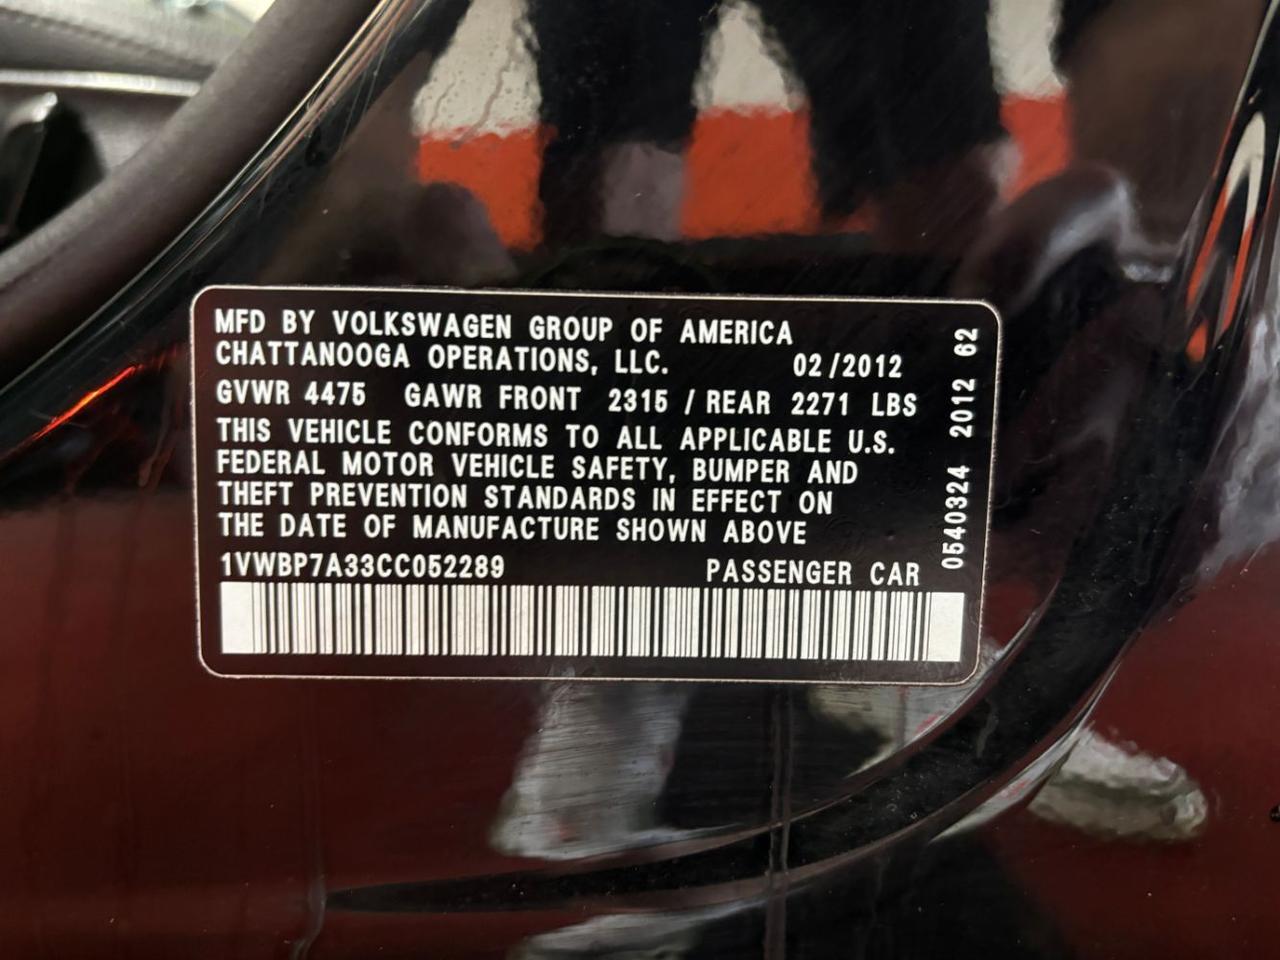 MFD BY VOLKSWAGEN GROUP OF AMERICA
CHATTANOOGA OPERATIONS, LLC. 02/2012
GVWR 4475 GAWR FRONT 2315 / REAR 2271 LBS
THIS VEHICLE CONFORMS TO ALL APPLICABLE U.S.
FEDERAL MOTOR VEHICLE SAFETY, BUMPER AND
THEFT PREVENTION STANDARDS IN EFFECT ON
THE DATE OF MANUFACTURE SHOWN ABOVE
1VWBP7A33CC052289 PASSENGER CAR
0540324 2012 62